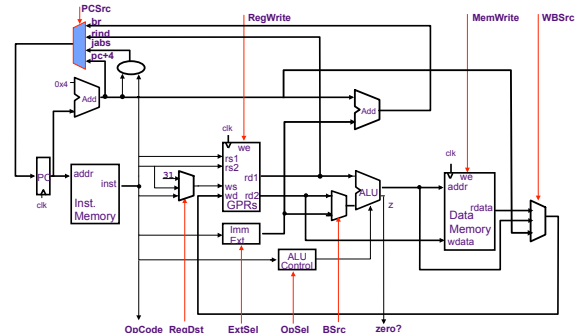 PCSrc
br
rind
jabs
pc+4
RegWrite
MemWrite
WBSrc
0x4
Add
Add
clk
we
rs1
rs2
rd1
31
ws
wd
rd2
GPRs
PC
clk
addr
inst
Inst.
Memory
Imm
Ext
ALU
Control
ALU
z
clk
we
addr
rdata
Data
Memory
wdata
OpCode
RegDst
ExtSel
OpSel
BSrc
zero?